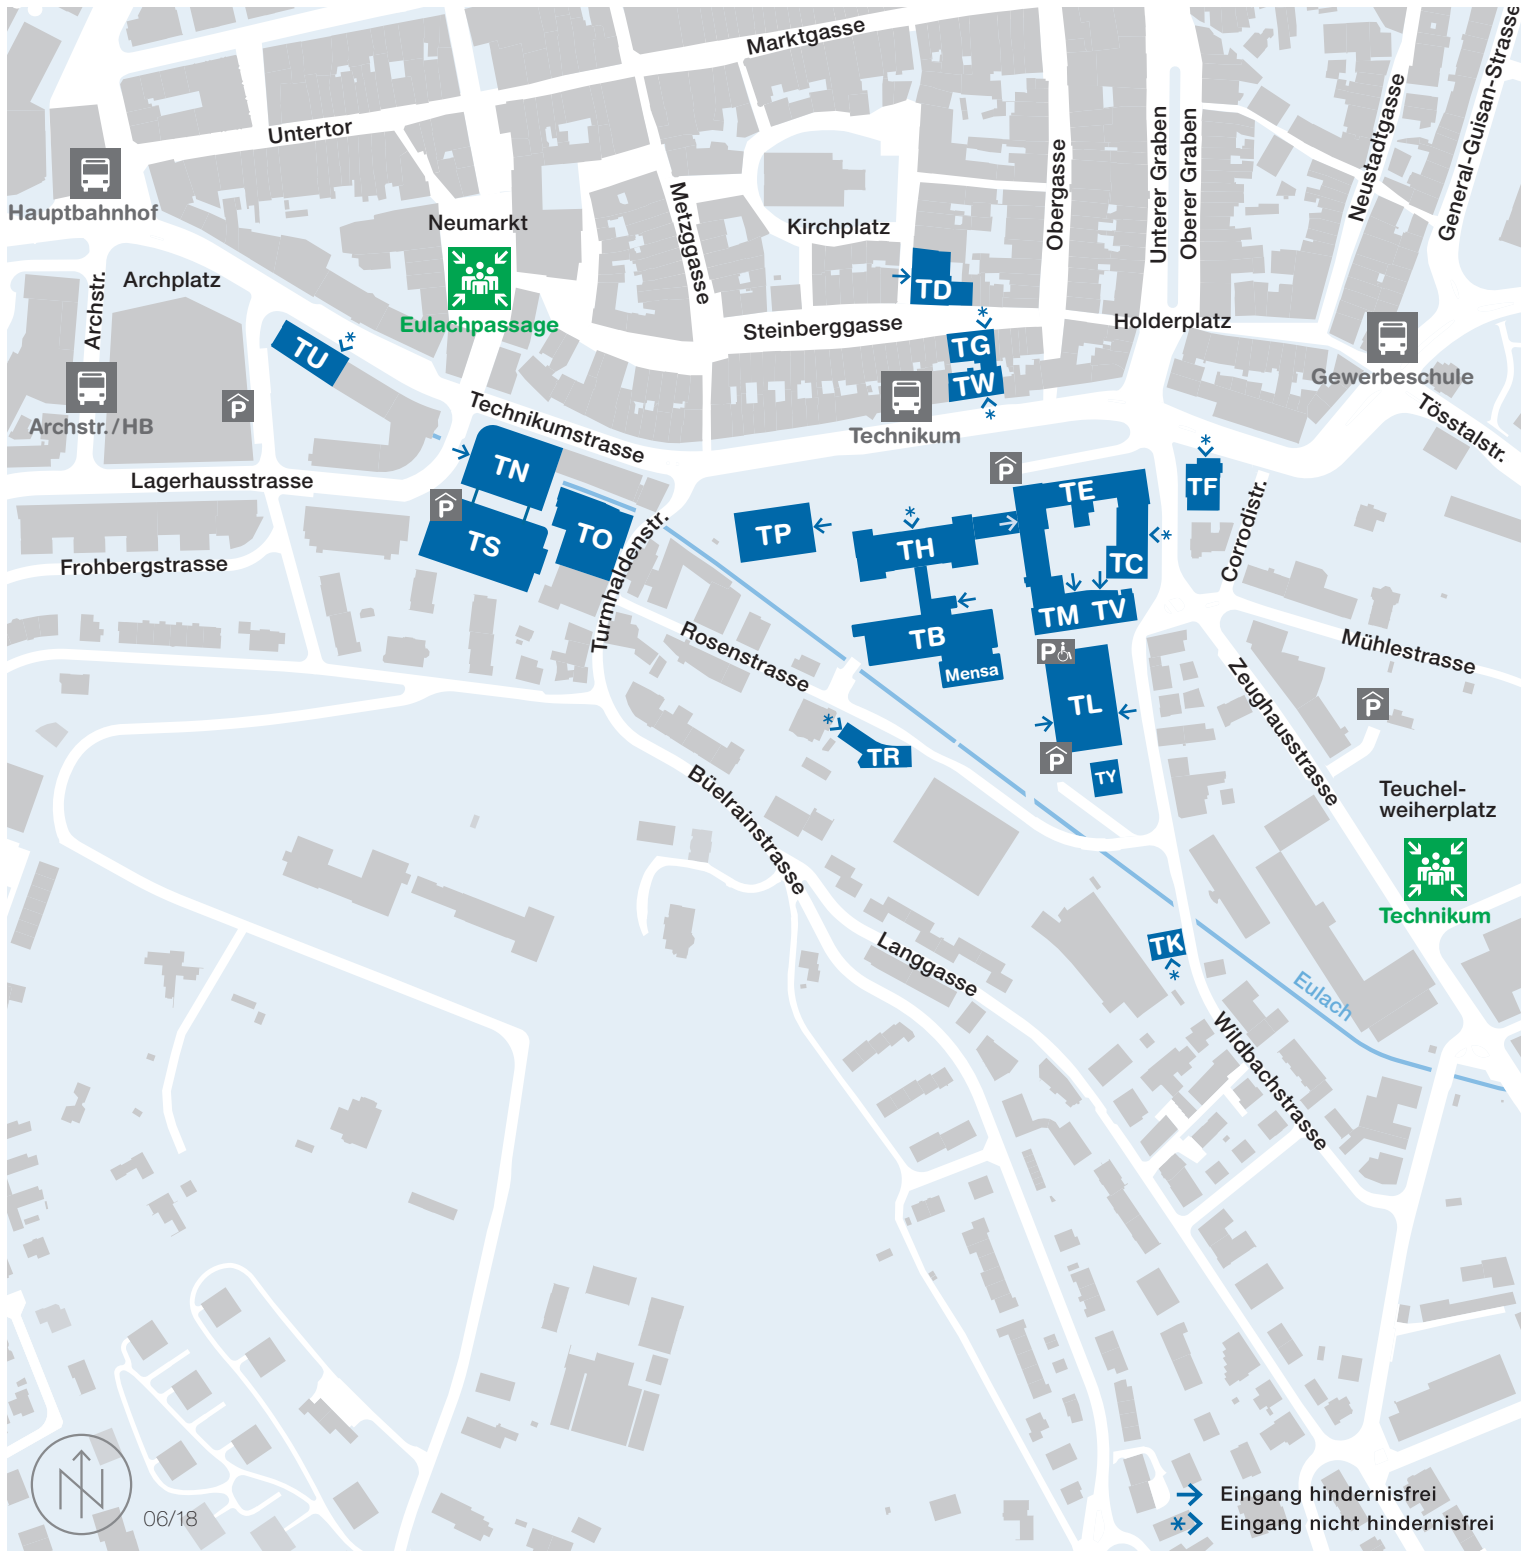 Marktgasse
Untertor
Hauptbahnhof
Neumarkt
Metzggasse
Kirchplatz
Obergasse
Unterer Graben
Oberer Graben
Neustadtgasse
General-Guisan-Strasse
Archstr.
Archplatz
Eulachpassage
TD
Steinberggasse
Holderplatz
TU
*
*
TG
TW
*
Gewerbeschule
P
Archstr./HB
Technikum
Tösstalstr.
Technikumstrasse
Lagerhausstrasse
TN
P
TS
TO
Turmhaldenstr.
Frohbergstrasse
P
TE
*
TF
Corrodistr.
TP
*
TH
*
TC
TM
TV
TB
Mensa
P
Mühlestrasse
Rosenstrasse
TL
P
Zeughausstrasse
*
TR
P
TY
Büelrainstrasse
Teuchel-
weiherplatz
Technikum
Langgasse
TK
*
Eulach
Wildbachstrasse
N
06/18
Eingang hindernisfrei
* Eingang nicht hindernisfrei